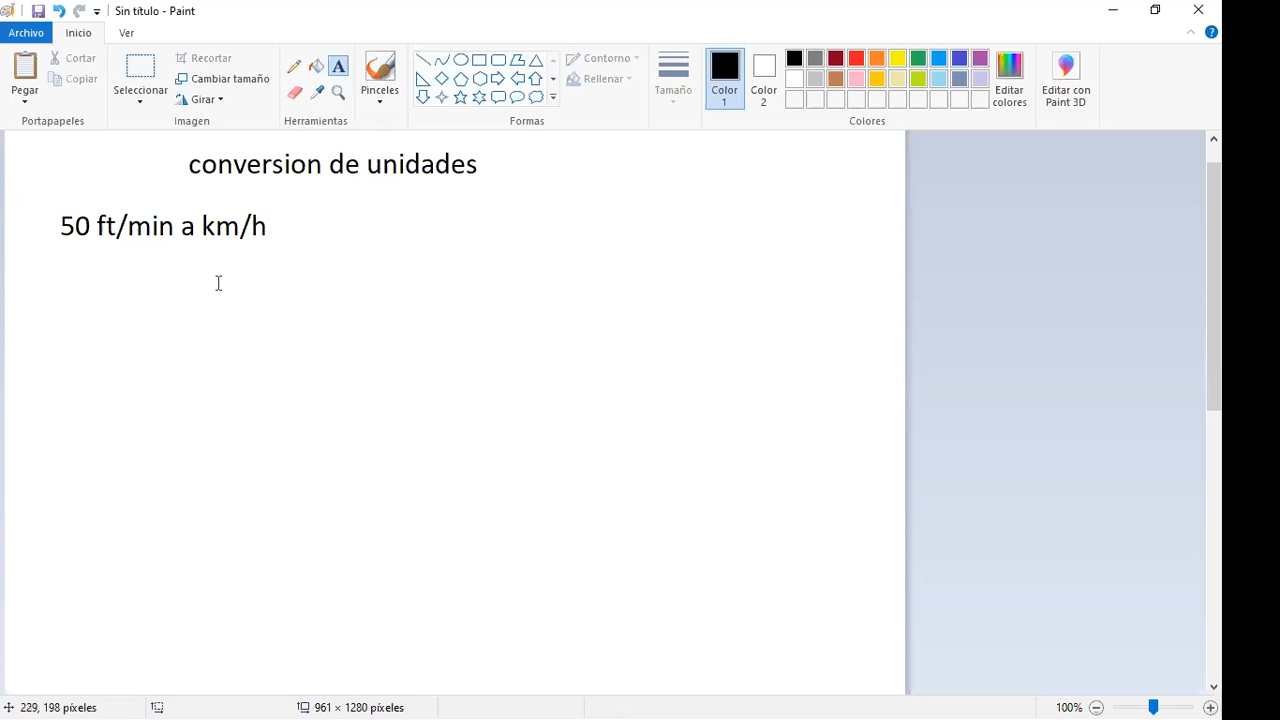 Sin título - Paint
Archivo Inicio Ver
Pegar
Cortar
Copiar
Portapapeles
Seleccionar
Recortar
Cambiar tamaño
Girar
Imagen
A
Herramientas
Pinceles
Contorno
Rellenar
Formas
Tamaño
Color 1
Color 2
Editar colores
Colores
Editar con Paint 3D
conversion de unidades
50 ft/min a km/h
229, 198 píxeles
961 × 1280 píxeles
100%